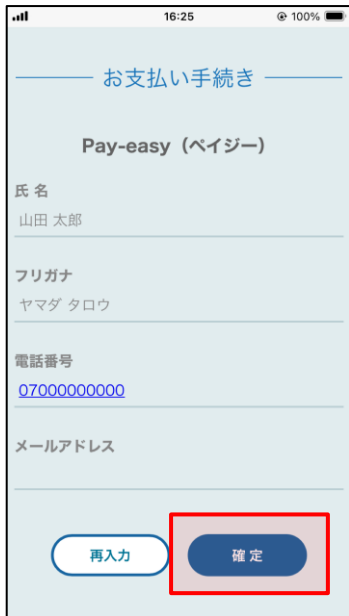 16:25
100%
お支払い手続き
Pay-easy（ペイジー）
氏 名
山田 太郎
フリガナ
ヤマダ タロウ
電話番号
07000000000
メールアドレス
再入力
確 定